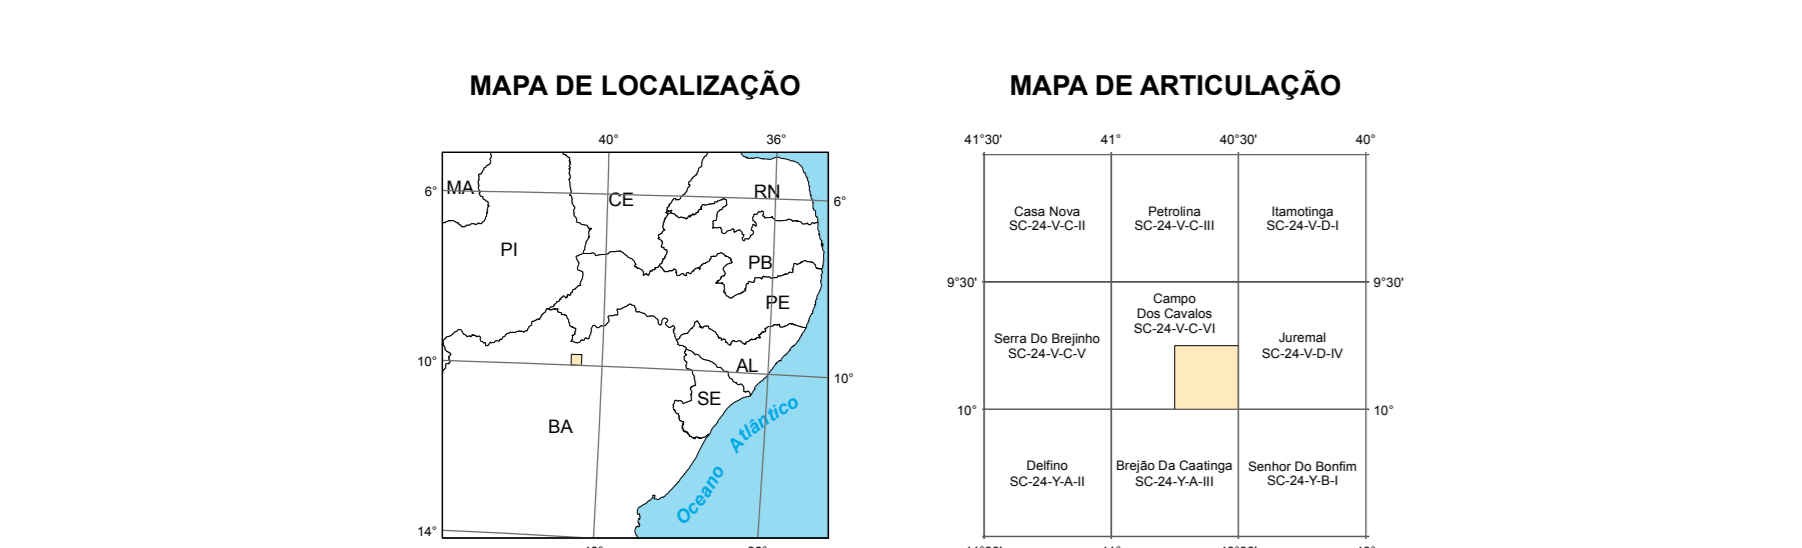 MAPA DE LOCALIZAÇÃO
40°
36°
6°
6°
MA
CE
RN
PI
PB
PE
10°
10°
AL
SE
BA
Oceano Atlântico
14°
MAPA DE ARTICULAÇÃO
41°30'
41°
40°30'
40°
Casa Nova
SC-24-V-C-II
Petrolina
SC-24-V-C-III
Itamotinga
SC-24-V-D-I
9°30'
9°30'
Serra Do Brejinho
SC-24-V-C-V
Campo
Dos Cavalos
SC-24-V-C-VI
Juremal
SC-24-V-D-IV
10°
10°
Delfino
SC-24-Y-A-II
Brejão Da Caatinga
SC-24-Y-A-III
Senhor Do Bonfim
SC-24-Y-B-I